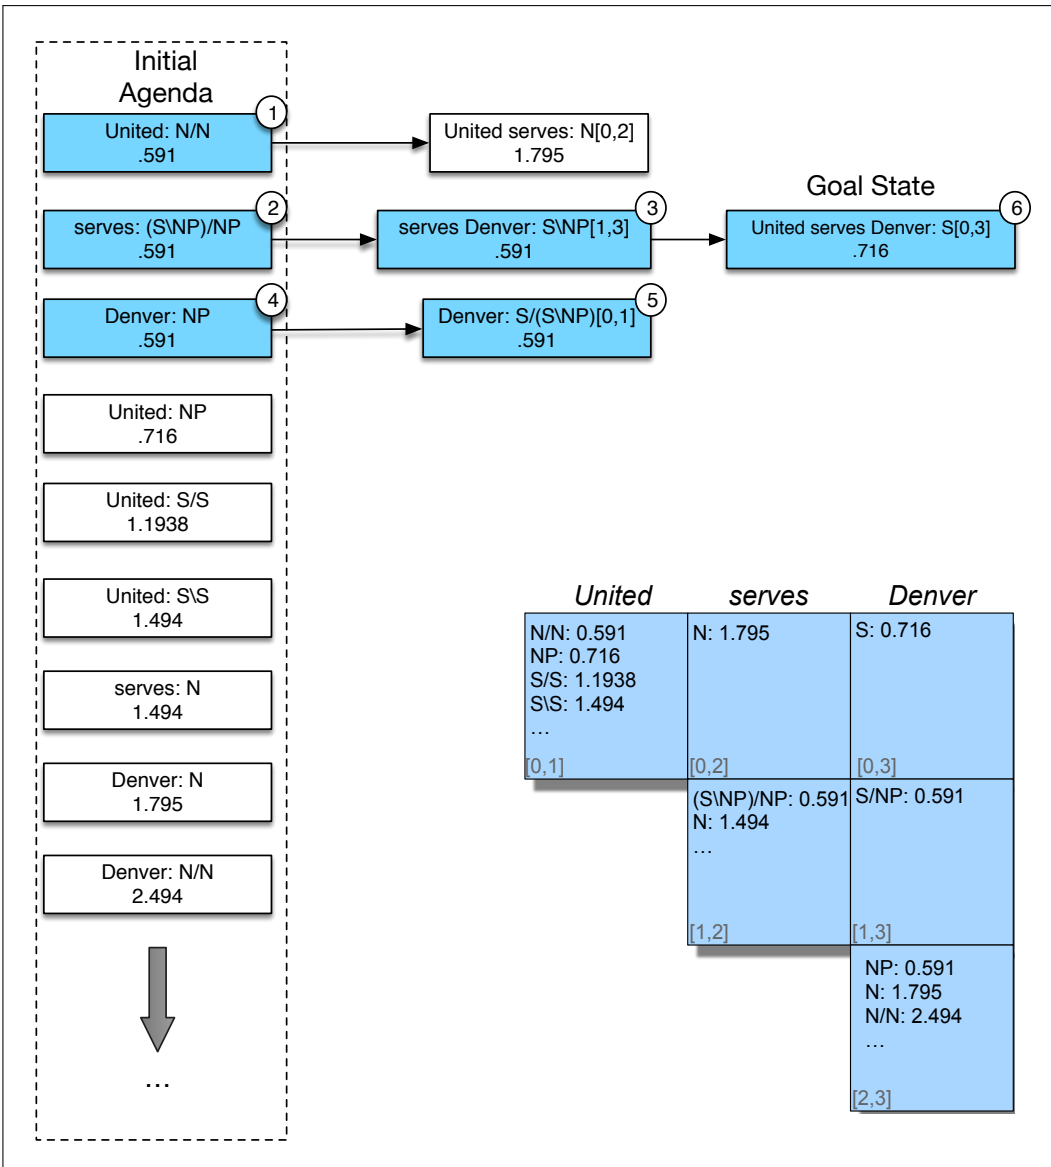 Initial
Agenda
1
United: N/N
.591
United serves: N[0,2]
1.795
Goal State
2
serves: (S\NP)/NP
.591
3
serves Denver: S\NP[1,3]
.591
6
United serves Denver: S[0,3]
.716
4
Denver: NP
.591
5
Denver: S/(S\NP)[0,1]
.591
United: NP
.716
United: S/S
1.1938
United: S\S
1.494
serves: N
1.494
Denver: N
1.795
Denver: N/N
2.494
...
United serves Denver
N/N: 0.591
NP: 0.716
S/S: 1.1938
S\S: 1.494
…
[0,1]
N: 1.795
[0,2]
S: 0.716
[0,3]
(S\NP)/NP: 0.591
N: 1.494
…
[1,2]
S/NP: 0.591
[1,3]
NP: 0.591
N: 1.795
N/N: 2.494
…
[2,3]